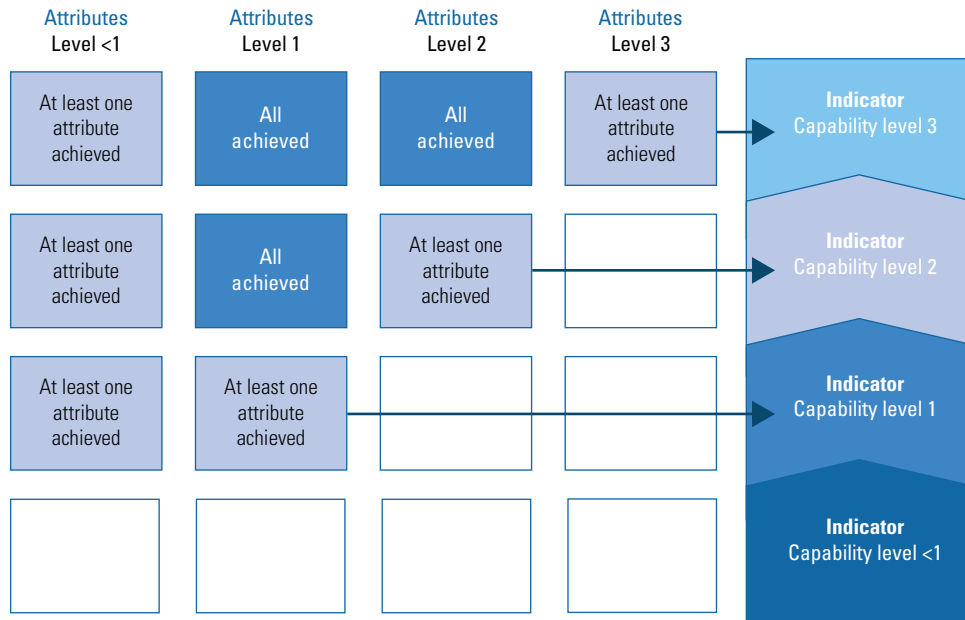 Attributes
Level <1
Attributes
Level 1
Attributes
Level 2
Attributes
Level 3
At least one
attribute
achieved
All
achieved
All
achieved
At least one
attribute
achieved
Indicator
Capability level 3
At least one
attribute
achieved
All
achieved
At least one
attribute
achieved
Indicator
Capability level 2
At least one
attribute
achieved
At least one
attribute
achieved
Indicator
Capability level 1
Indicator
Capability level <1